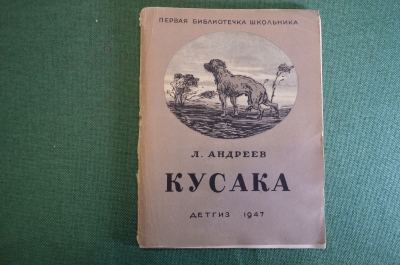 ПЕРВАЯ БИБЛИОТЕЧКА ШКОЛЬНИКА
Л. АНДРЕЕВ
КУСАКА
ДЕТГИЗ 1947